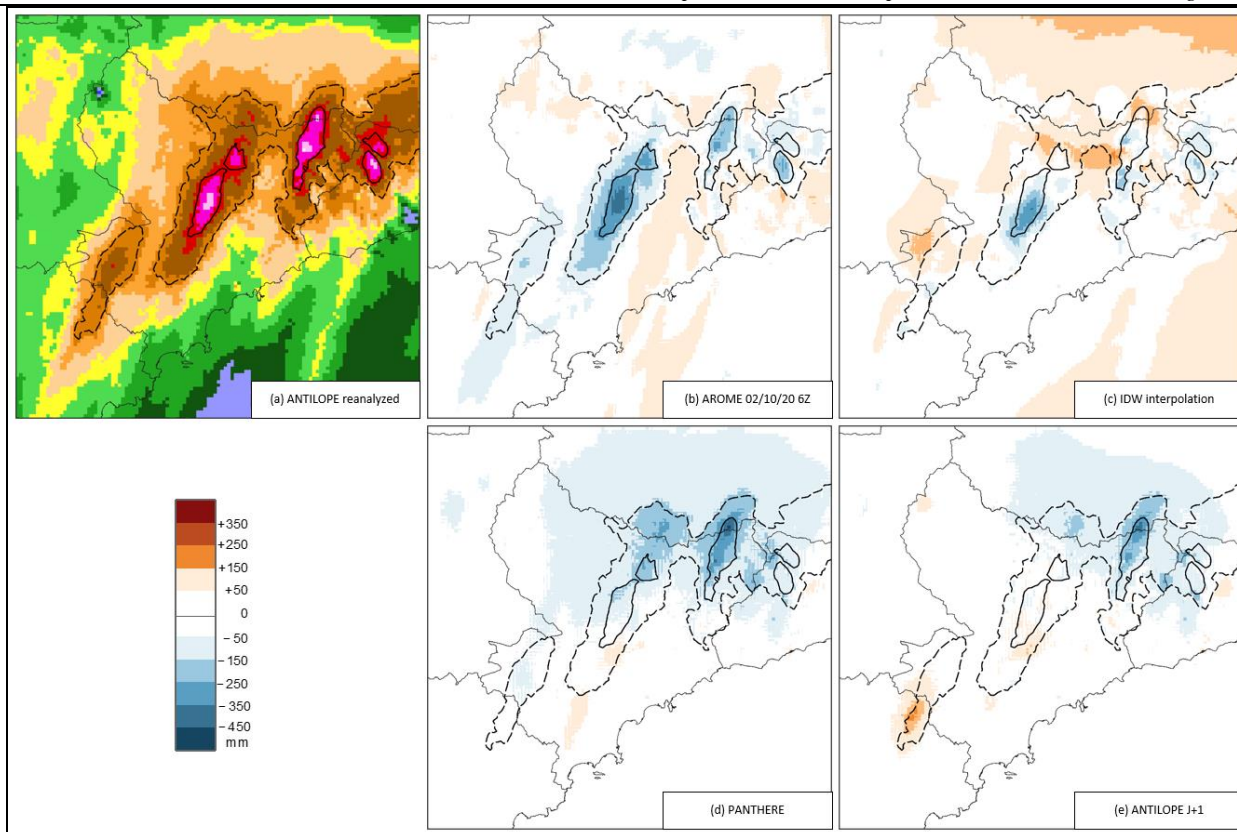 (a) ANTILOPE reanalyzed
(b) AROME 02/10/20 6Z
(c) IDW interpolation
+350
+250
+150
+50
0
− 50
−150
−250
− 350
−450
mm
(d) PANTHERE
(e) ANTILOPE J+1